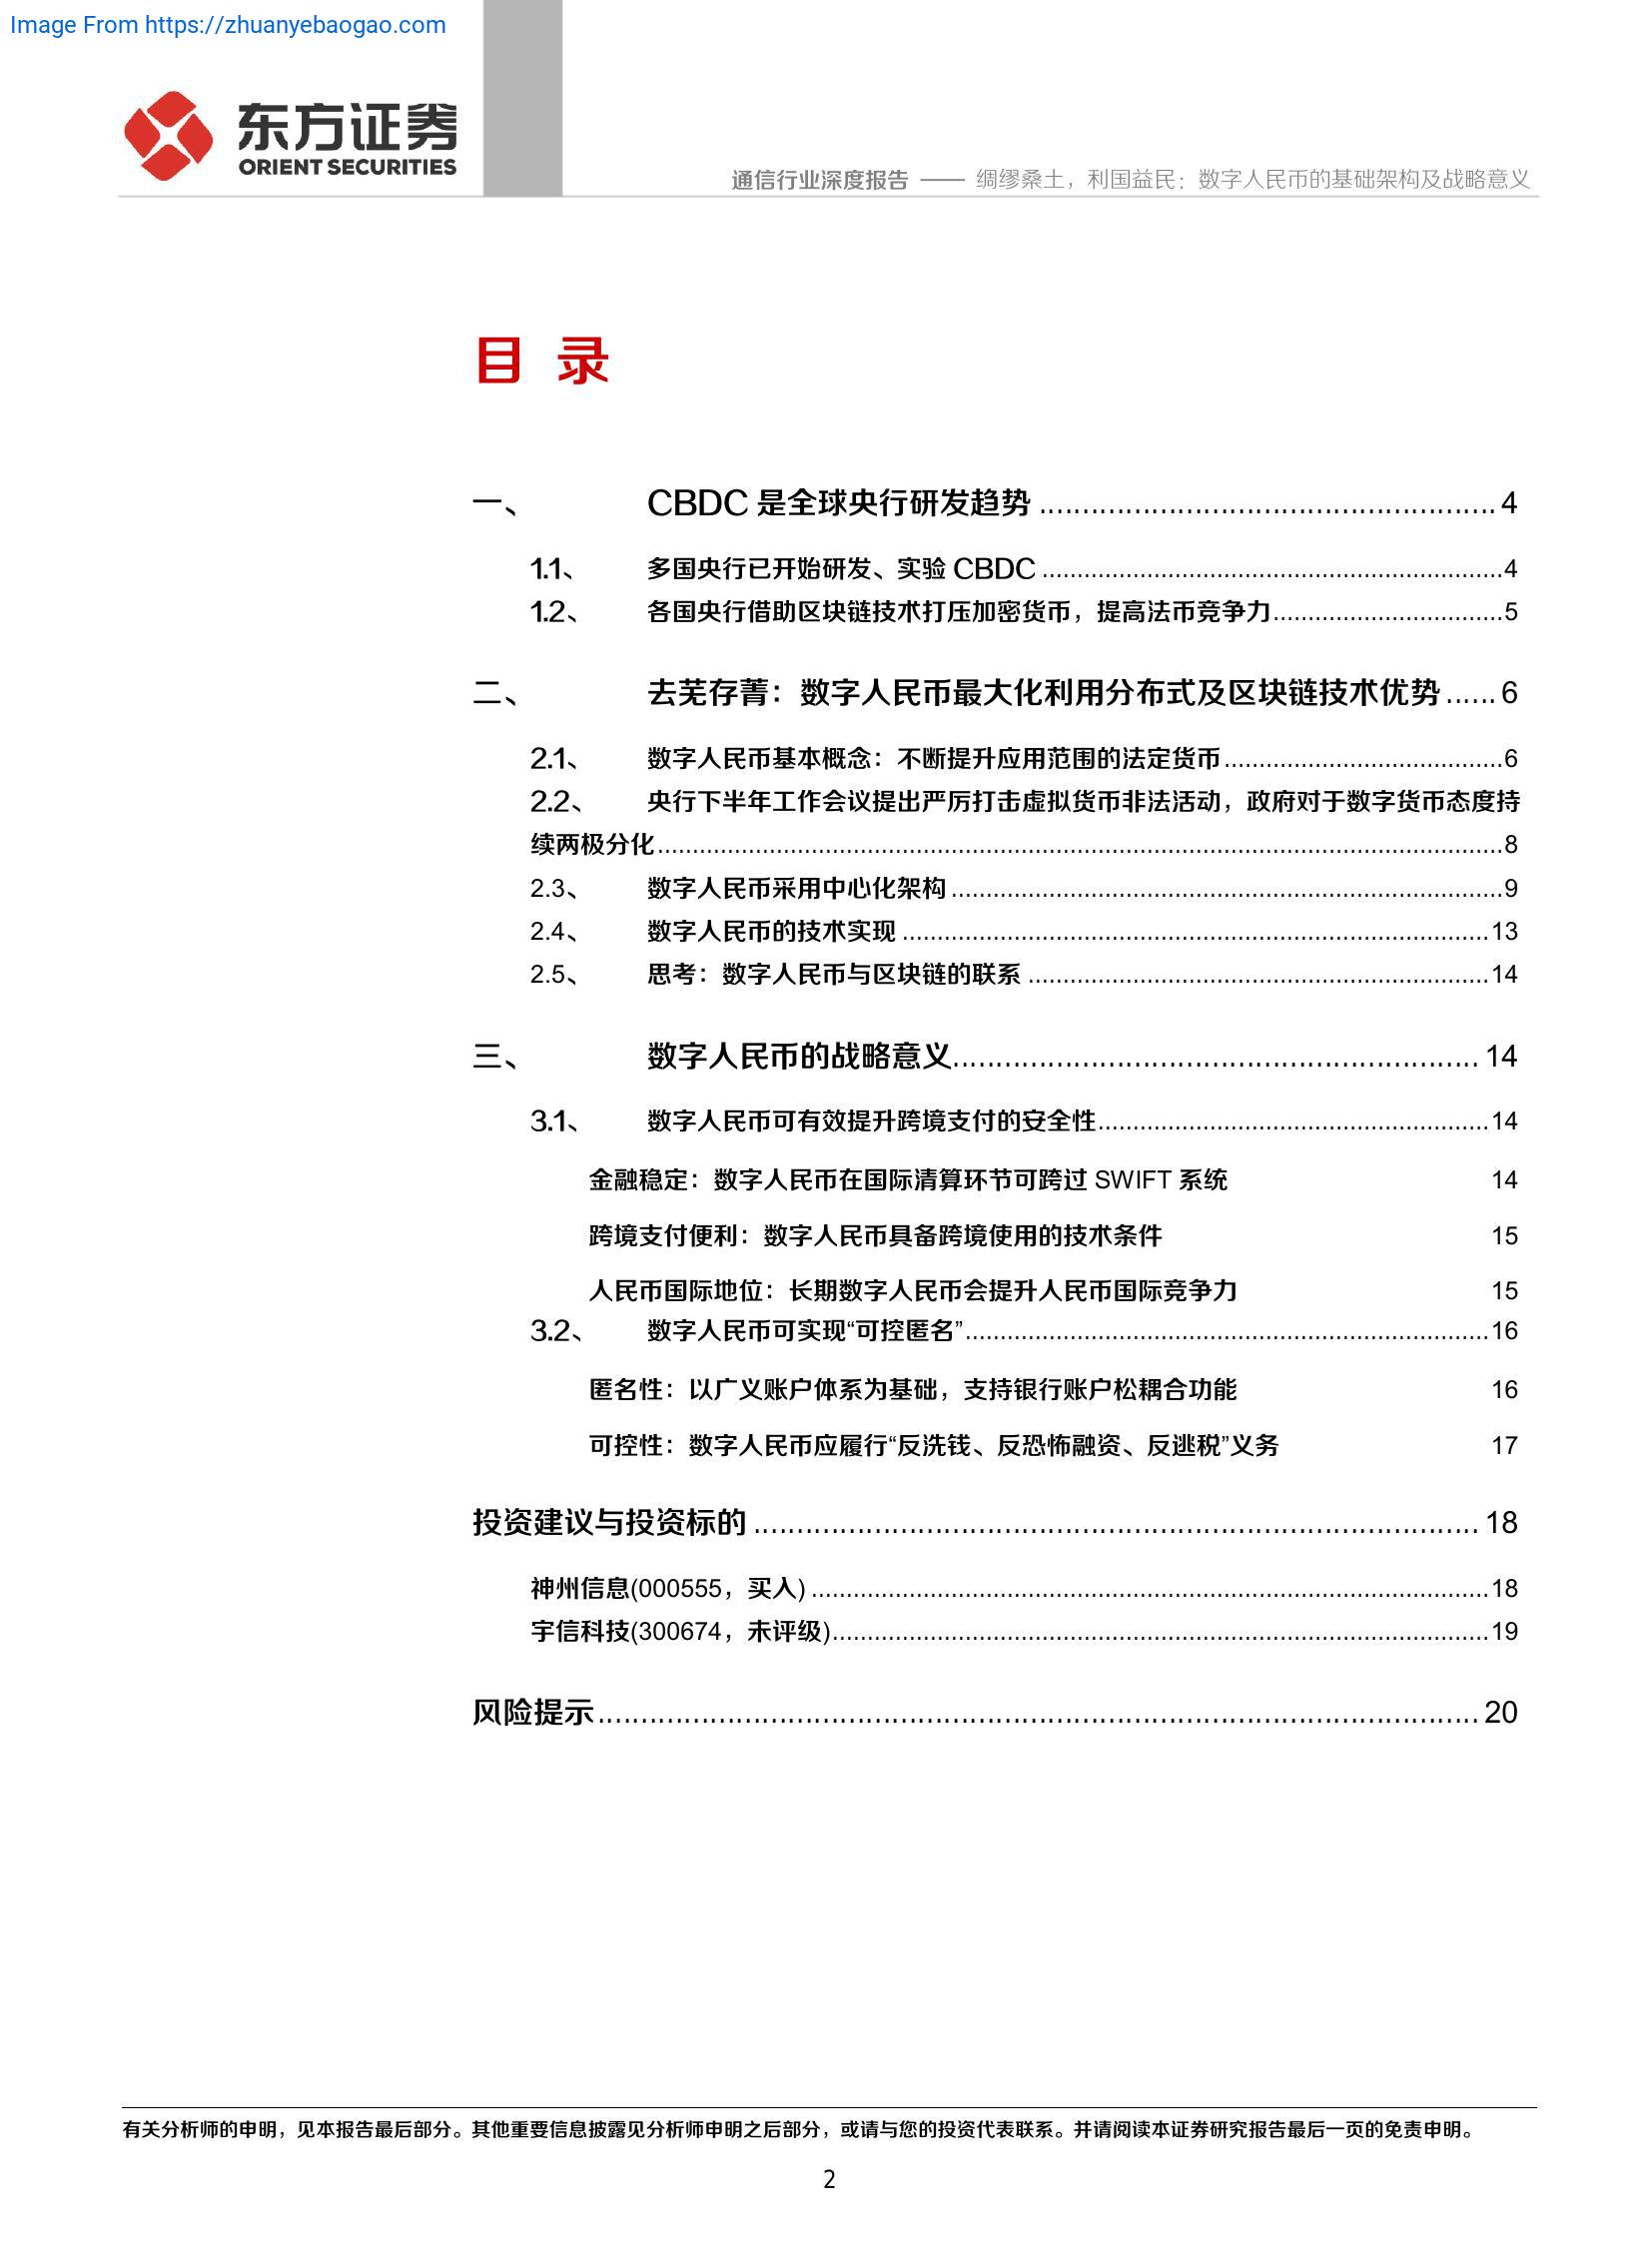 Image From https://zhuanyebaogao.com
东方证券
ORIENT SECURITIES
通信行业深度报告 —— 绸缪桑土，利国益民：数字人民币的基础架构及战略意义
目 录
一、 CBDC 是全球央行研发趋势 ..................................................... 4
1.1、 多国央行已开始研发、实验 CBDC ..................................................................4
1.2、 各国央行借助区块链技术打压加密货币，提高法币竞争力.................................5
二、 去芜存菁：数字人民币最大化利用分布式及区块链技术优势 ...... 6
2.1、 数字人民币基本概念：不断提升应用范围的法定货币........................................6
2.2、 央行下半年工作会议提出严厉打击虚拟货币非法活动，政府对于数字货币态度持
续两极分化.........................................................................................................................8
2.3、 数字人民币采用中心化架构 ...............................................................................9
2.4、 数字人民币的技术实现 ....................................................................................13
2.5、 思考：数字人民币与区块链的联系 ..................................................................14
三、 数字人民币的战略意义............................................................. 14
3.1、 数字人民币可有效提升跨境支付的安全性........................................................14
金融稳定：数字人民币在国际清算环节可跨过 SWIFT 系统 14
跨境支付便利：数字人民币具备跨境使用的技术条件 15
人民币国际地位：长期数字人民币会提升人民币国际竞争力 15
3.2、 数字人民币可实现“可控匿名”...........................................................................16
匿名性：以广义账户体系为基础，支持银行账户松耦合功能 16
可控性：数字人民币应履行“反洗钱、反恐怖融资、反逃税”义务 17
投资建议与投资标的 .................................................................................... 18
神州信息(000555，买入) .................................................................................................18
宇信科技(300674，未评级)..............................................................................................19
风险提示...................................................................................................... 20
有关分析师的申明，见本报告最后部分。其他重要信息披露见分析师申明之后部分，或请与您的投资代表联系。并请阅读本证券研究报告最后一页的免责申明。
2